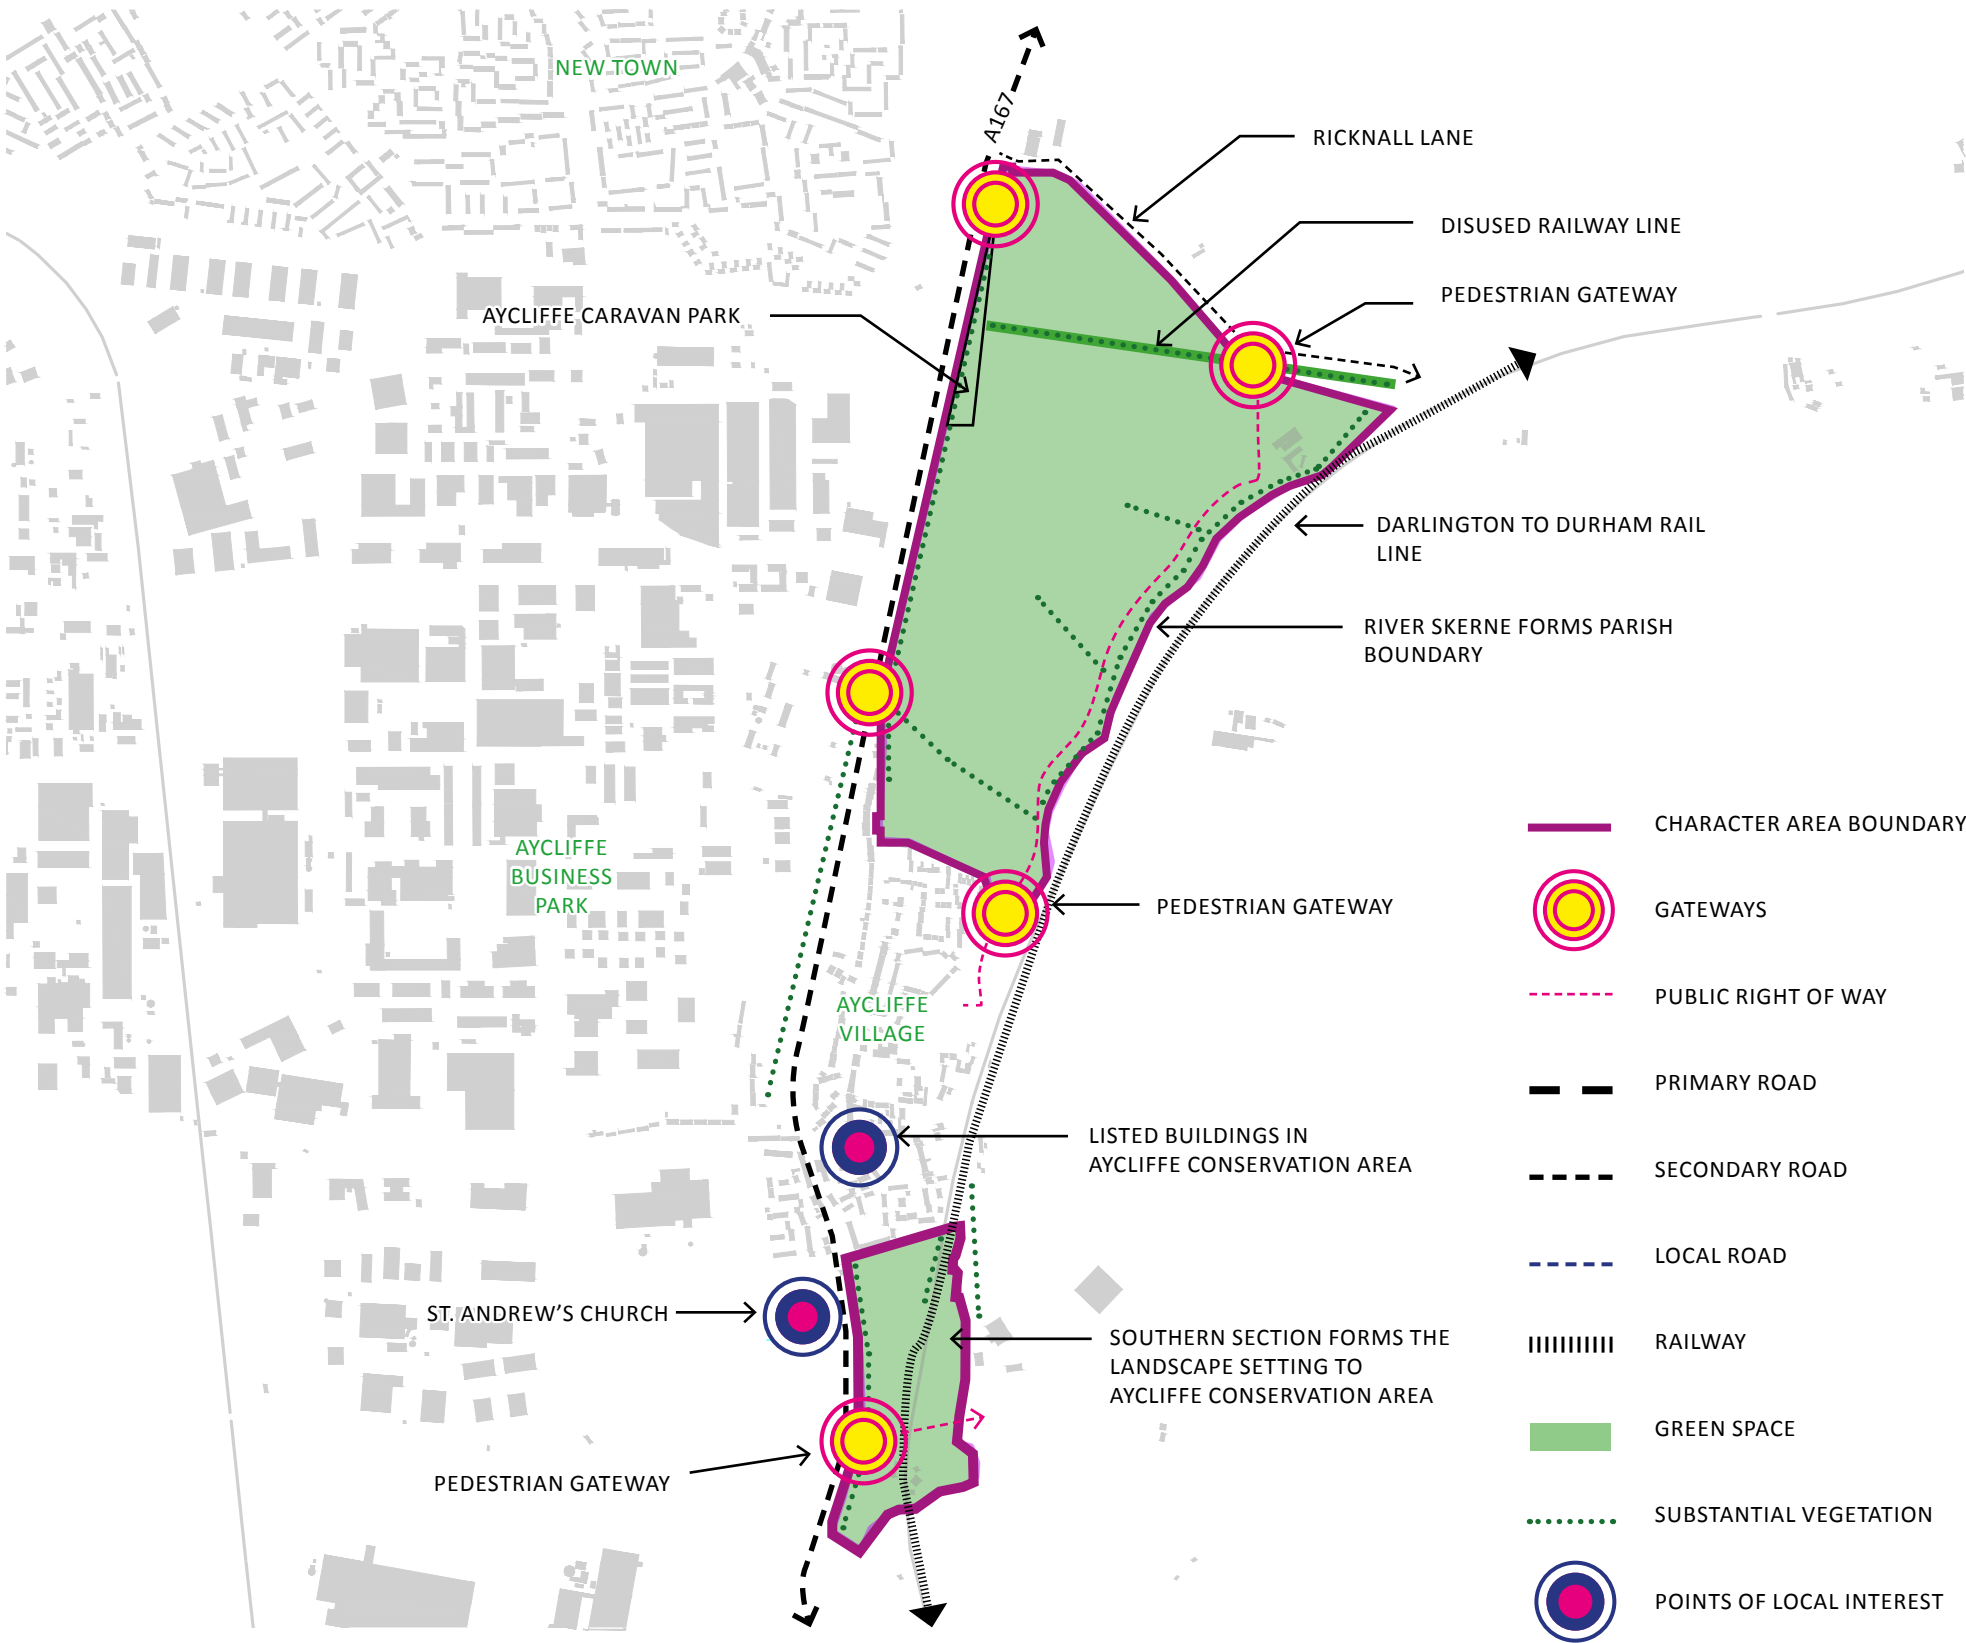 NEW TOWN
A167
RICKNALL LANE
DISUSED RAILWAY LINE
PEDESTRIAN GATEWAY
AYCLIFFE CARAVAN PARK
DARLINGTON TO DURHAM RAIL
LINE
RIVER SKERNE FORMS PARISH
BOUNDARY
AYCLIFFE
BUSINESS
PARK
PEDESTRIAN GATEWAY
AYCLIFFE
VILLAGE
LISTED BUILDINGS IN
AYCLIFFE CONSERVATION AREA
ST. ANDREW'S CHURCH
SOUTHERN SECTION FORMS THE
LANDSCAPE SETTING TO
AYCLIFFE CONSERVATION AREA
PEDESTRIAN GATEWAY
CHARACTER AREA BOUNDARY
GATEWAYS
PUBLIC RIGHT OF WAY
PRIMARY ROAD
SECONDARY ROAD
LOCAL ROAD
RAILWAY
GREEN SPACE
SUBSTANTIAL VEGETATION
POINTS OF LOCAL INTEREST